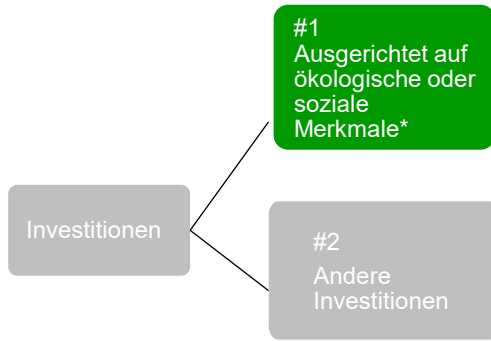 #1
Ausgerichtet auf
ökologische oder
soziale
Merkmale*
Investitionen
#2
Andere
Investitionen